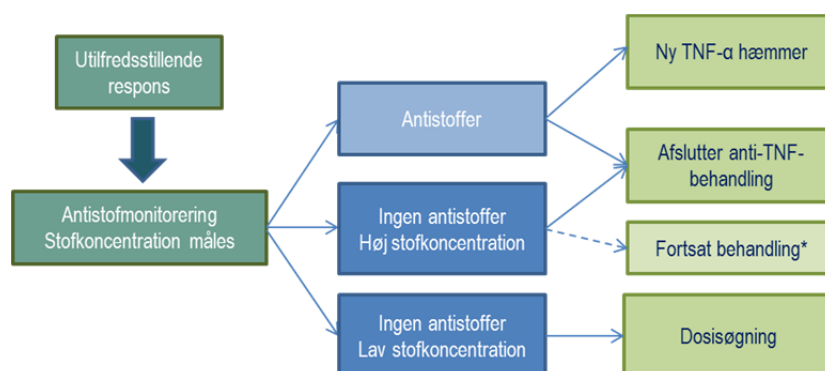 Utilfredsstillende
respons
Antistofmonitorering
Stofkoncentration måles
Antistoffer
Ingen antistoffer
Høj stofkoncentration
Ingen antistoffer
Lav stofkoncentration
Ny TNF-α hæmmer
Afslutter anti-TNF-
behandling
Fortsat behandling*
Dosisøgning